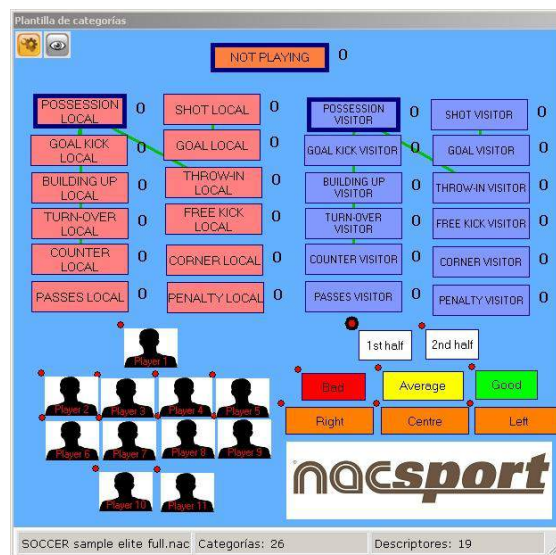 Plantilla de categorías
NOT PLAYING 0
POSSESSION LOCAL 0
SHOT LOCAL 0
POSSESSION VISITOR 0
SHOT VISITOR 0
GOAL KICK LOCAL 0
GOAL LOCAL 0
GOAL KICK VISITOR 0
GOAL VISITOR 0
BUILDING UP LOCAL 0
THROW-IN LOCAL 0
BUILDING UP VISITOR 0
THROW-IN VISITOR 0
TURN-OVER LOCAL 0
FREE KICK LOCAL 0
TURN-OVER VISITOR 0
FREE KICK VISITOR 0
COUNTER LOCAL 0
CORNER LOCAL 0
COUNTER VISITOR 0
CORNER VISITOR 0
PASSES LOCAL 0
PENALTY LOCAL 0
PASSES VISITOR 0
PENALTY VISITOR 0
1st half
2nd half
Player 1
Bad
Average
Good
Player 2
Player 3
Player 4
Player 5
Right
Centre
Left
Player 6
Player 7
Player 8
Player 9
Player 10
Player 11
nacsport
SOCCER sample elite full.nac
Categorías: 26
Descriptores: 19